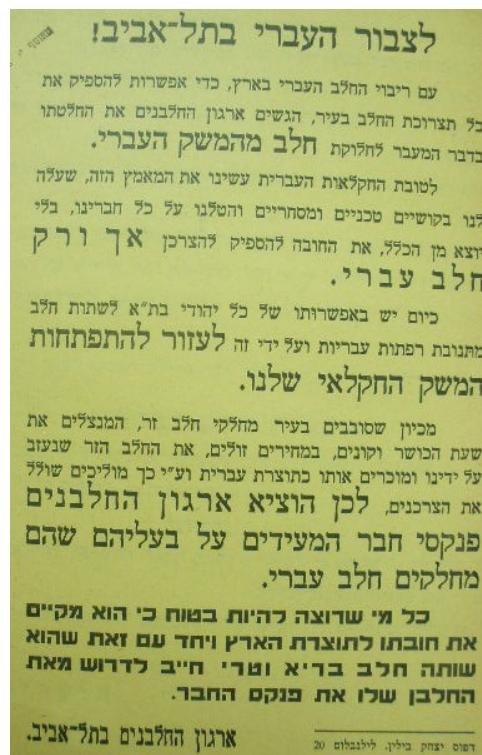 לצבור העברי בתל־אביב!
עם ריבוי החלב העברי בארץ, כדי אפשרות להספיק את
כל תצרוכת החלב בעיר, הגשים ארגון החלבנים את החלטתו
בדבר המעבר לחלוקת חלב מהמשק העברי.
לטובת החקלאות העברית עשינו את המאמץ הזה, שעלה
לנו בקושיים טכניים ומסחריים והטלנו על כל חברינו, בלי
יוצא מן הכלל, את החובה להספיק להצרכן אך ורק
חלב עברי.
כיום יש באפשרותו של כל יהודי בת״א לשתות חלב
מתנובת רפתות עבריות ועל ידי זה לעזור להתפתחות
המשק החקלאי שלנו.
מכיון שסובבים בעיר מחלקי חלב זר, המנצלים את
שעת הכושר וקונים, במחירים זולים, את החלב הזר שנעזב
על ידינו ומוכרים אותו כתוצרת עברית וע״י כך מוליכים שולל
את הצרכנים, לכן הוציא ארגון החלבנים
פנקסי חבר המעידים על בעליהם שהם
מחלקים חלב עברי.
כל מי שרוצה להיות בטוח כי הוא מקיים
את חובתו לתוצרת הארץ ויחד עם זאת שהוא
שותה חלב בריא וטרי חייב לדרוש מאת
החלבן שלו את פנקס החבר.
ארגון החלבנים בתל־אביב.
דפוס יצחק בילין, לילנבלום 20